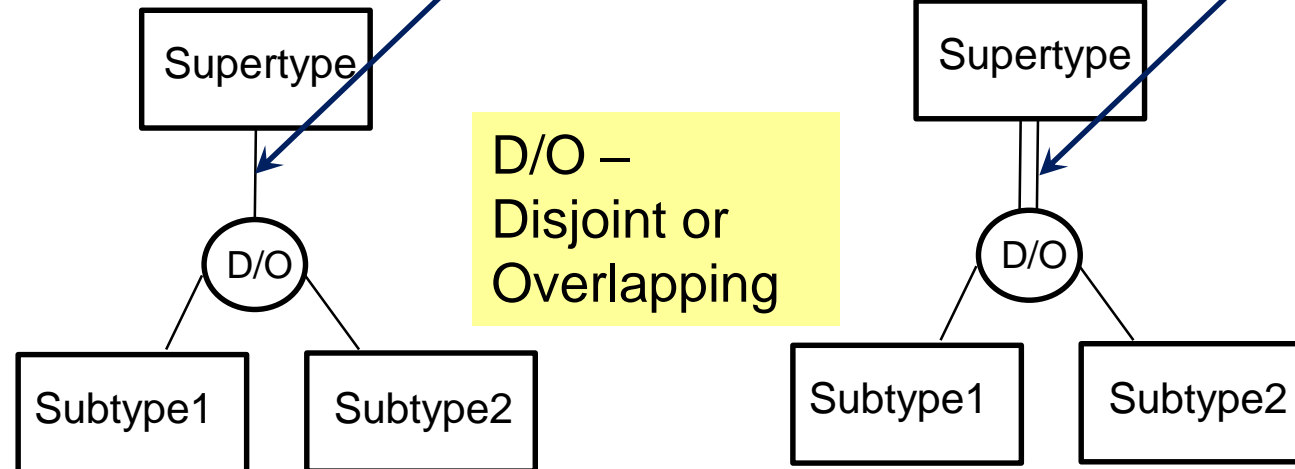 Supertype
Supertype
D/O –
Disjoint or
Overlapping
D/O
D/O
Subtype1
Subtype2
Subtype1
Subtype2